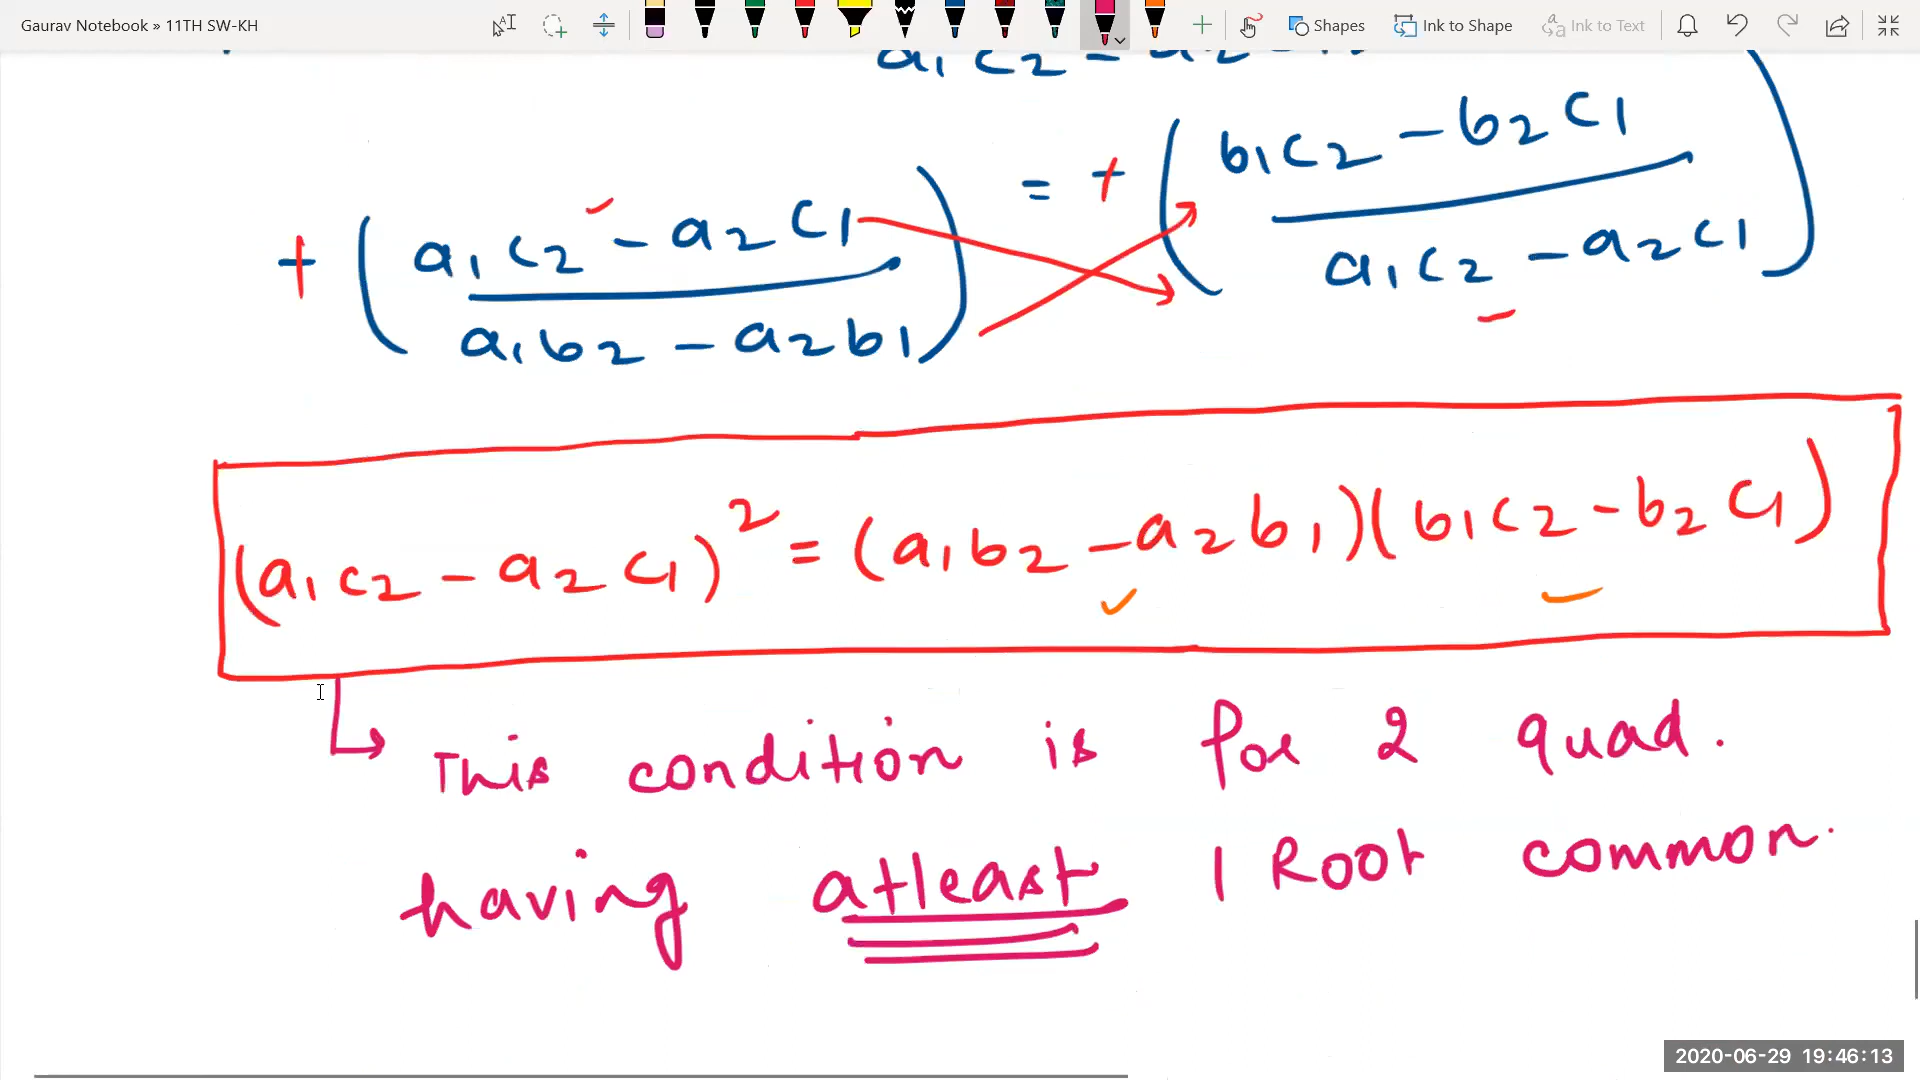 Gaurav Notebook » 11TH SW-KH
Shapes Ink to Shape Ink to Text
+ (a₁c₂ - a₂c₁ / a₁b₂ - a₂b₁) = + (b₁c₂ - b₂c₁ / a₁c₂ - a₂c₁)
(a₁c₂ - a₂c₁)² = (a₁b₂ - a₂b₁)(b₁c₂ - b₂c₁)
This condition is for 2 quad.
having atleast 1 Root common.
2020-06-29 19:46:13